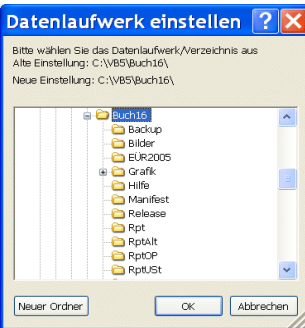 Datenlaufwerk einstellen
Bitte wählen Sie das Datenlaufwerk/Verzeichnis aus
Alte Einstellung: C:\VB5\Buch16\
Neue Einstellung: C:\VB5\Buch16\
Buch16
Backup
Bilder
EÜR2005
Grafik
Hilfe
Manifest
Release
Rpt
RptAlt
RptOP
RptUSt
Neuer Ordner
OK
Abbrechen